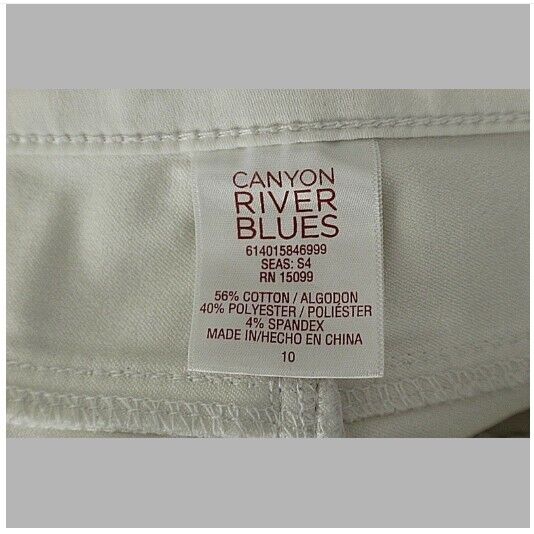 CANYON
RIVER
BLUES
614015846999
SEAS: S4
RN 15099
56% COTTON / ALGODON
40% POLYESTER / POLIÉSTER
4% SPANDEX
MADE IN/HECHO EN CHINA
10